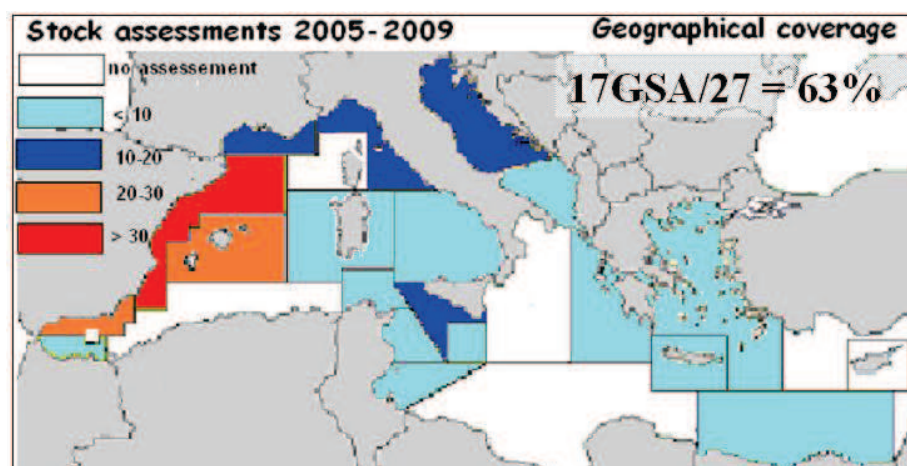 Stock assessments 2005-2009
Geographical coverage
no assessement
17GSA/27 = 63%
< 10
10-20
20-30
> 30